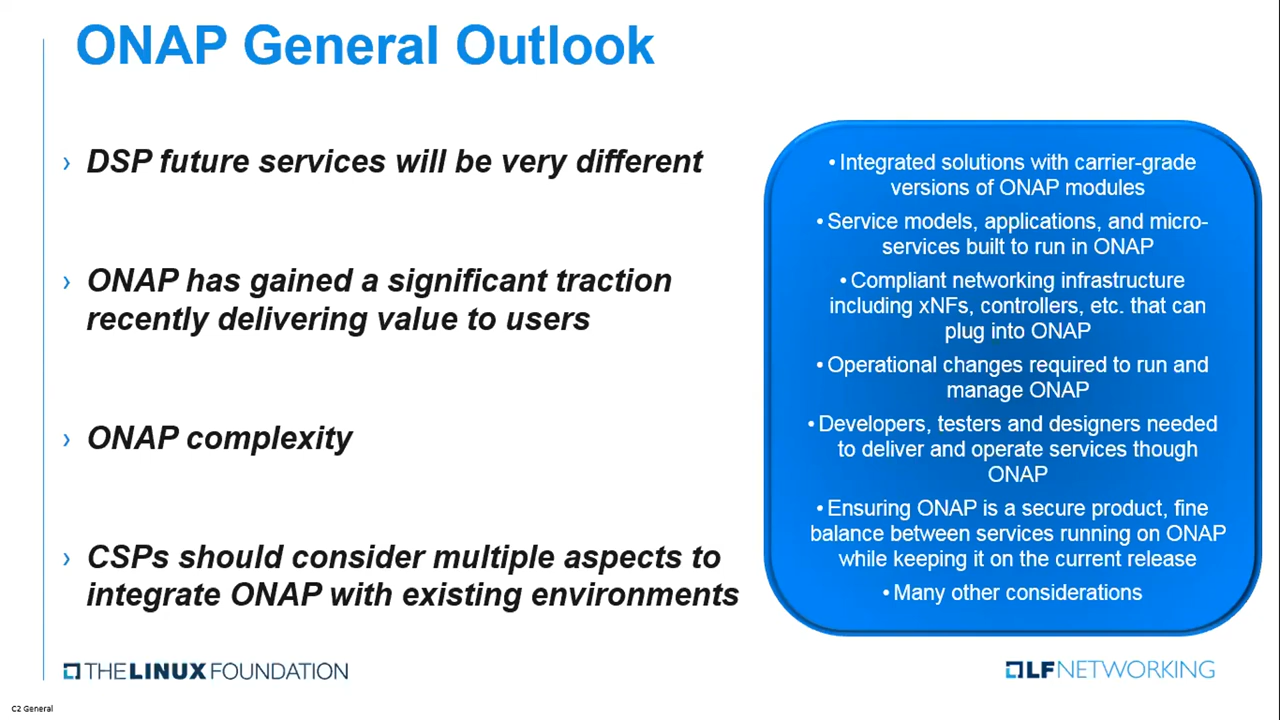 ONAP General Outlook
› DSP future services will be very different
› ONAP has gained a significant traction
recently delivering value to users
› ONAP complexity
› CSPs should consider multiple aspects to
integrate ONAP with existing environments
• Integrated solutions with carrier-grade
versions of ONAP modules
• Service models, applications, and micro-
services built to run in ONAP
• Compliant networking infrastructure
including xNFs, controllers, etc. that can
plug into ONAP
• Operational changes required to run and
manage ONAP
• Developers, testers and designers needed
to deliver and operate services though
ONAP
• Ensuring ONAP is a secure product, fine
balance between services running on ONAP
while keeping it on the current release
• Many other considerations
THE LINUX FOUNDATION
LF NETWORKING
C2 General